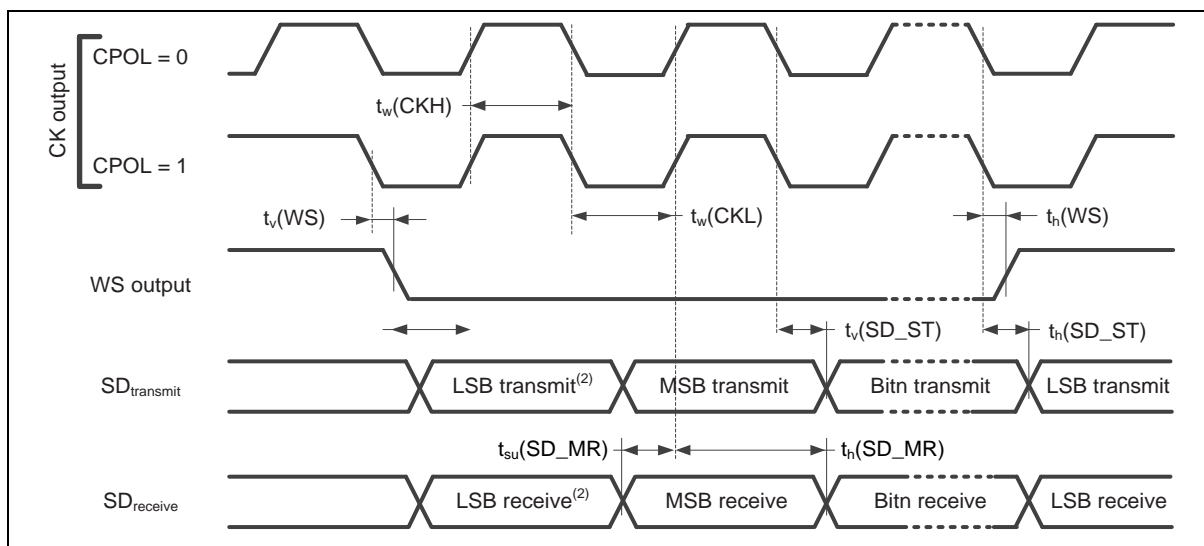 CK output
CPOL = 0
tw(CKH)
CPOL = 1
tv(WS)
tw(CKL)
th(WS)
WS output
tv(SD_ST)
th(SD_ST)
SDtransmit
LSB transmit(2)
MSB transmit
Bitn transmit
LSB transmit
tsu(SD_MR)
th(SD_MR)
SDreceive
LSB receive(2)
MSB receive
Bitn receive
LSB receive